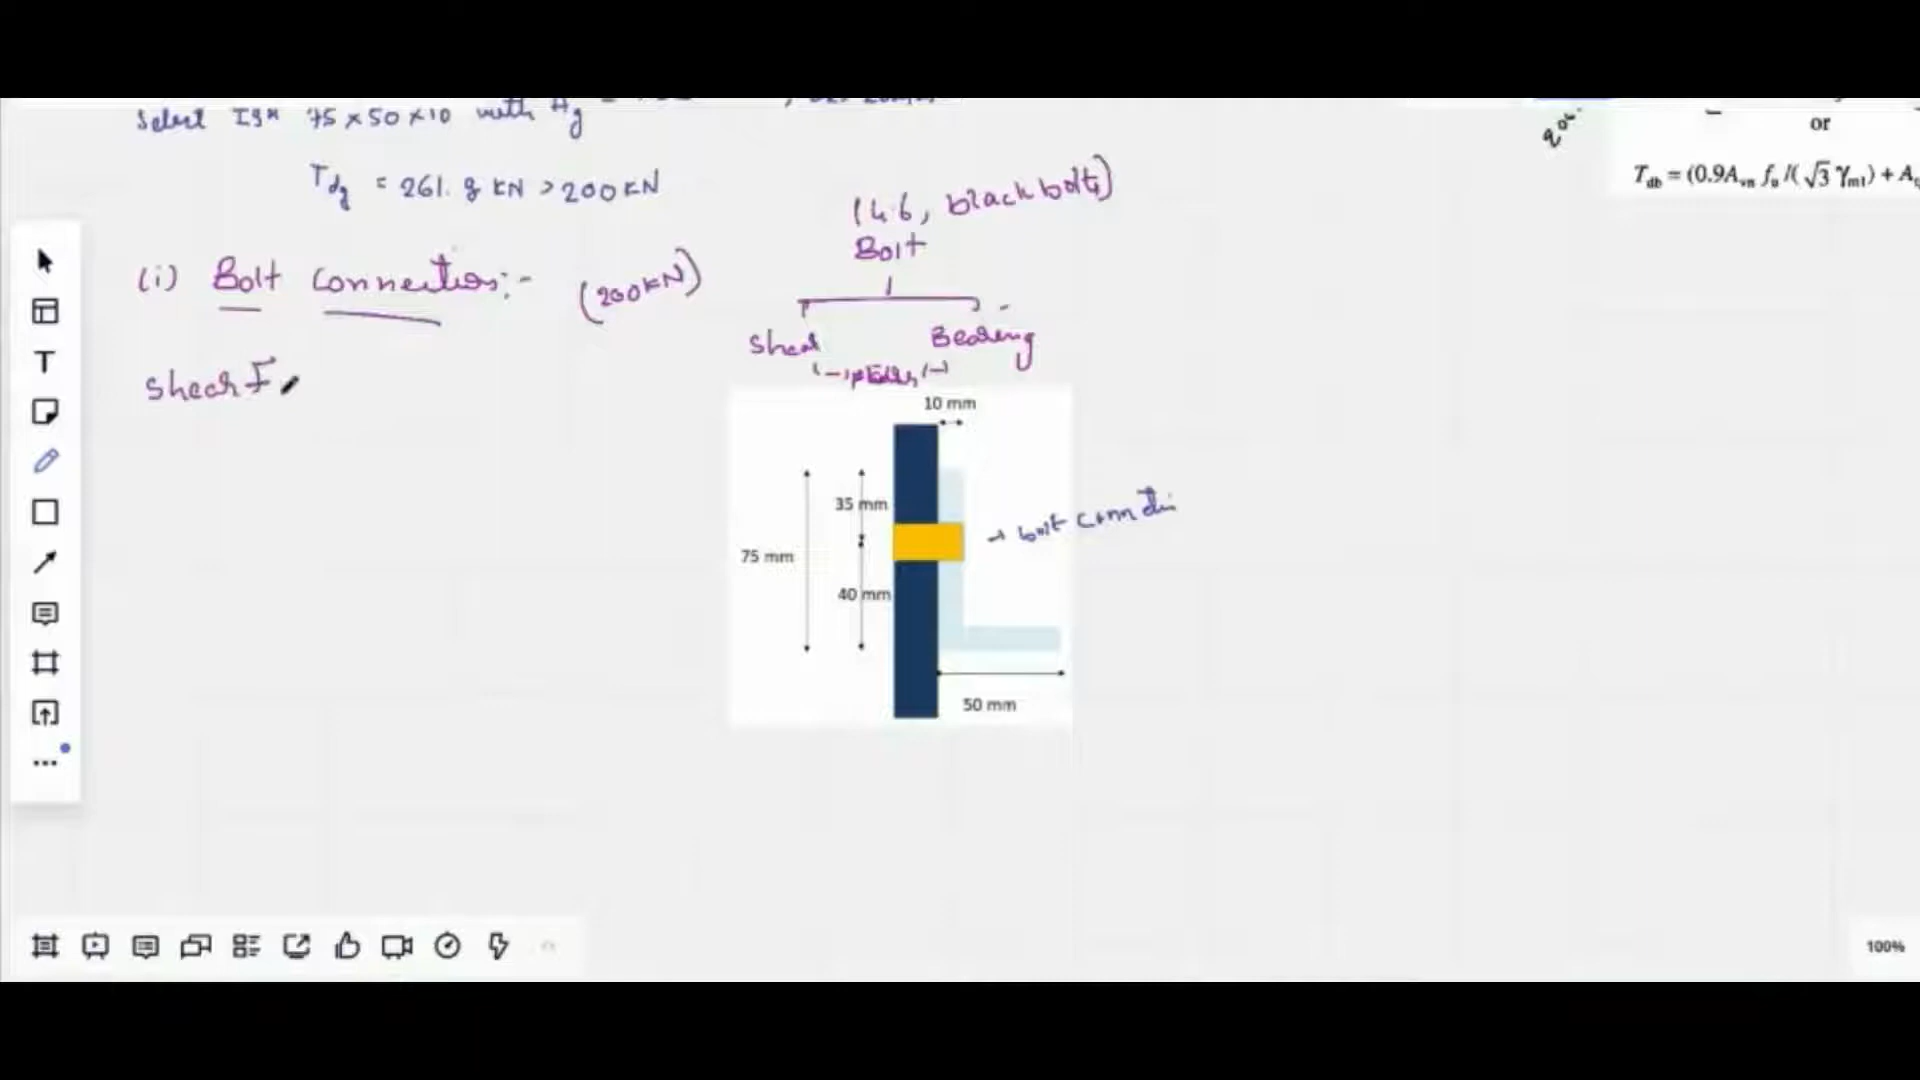 Select ISA 75 x 50 x 10 with Ag =
Tdg = 261.8 kN > 200 kN
(i) Bolt Connection:- (200kN)
(4.6, black bolts)
Bolt
Shear Bearing
Shear F
10 mm
35 mm
75 mm
40 mm
50 mm
→ bolt
or
Tdb = (0.9Avn fu /(√3 γm1) + A
T
100%